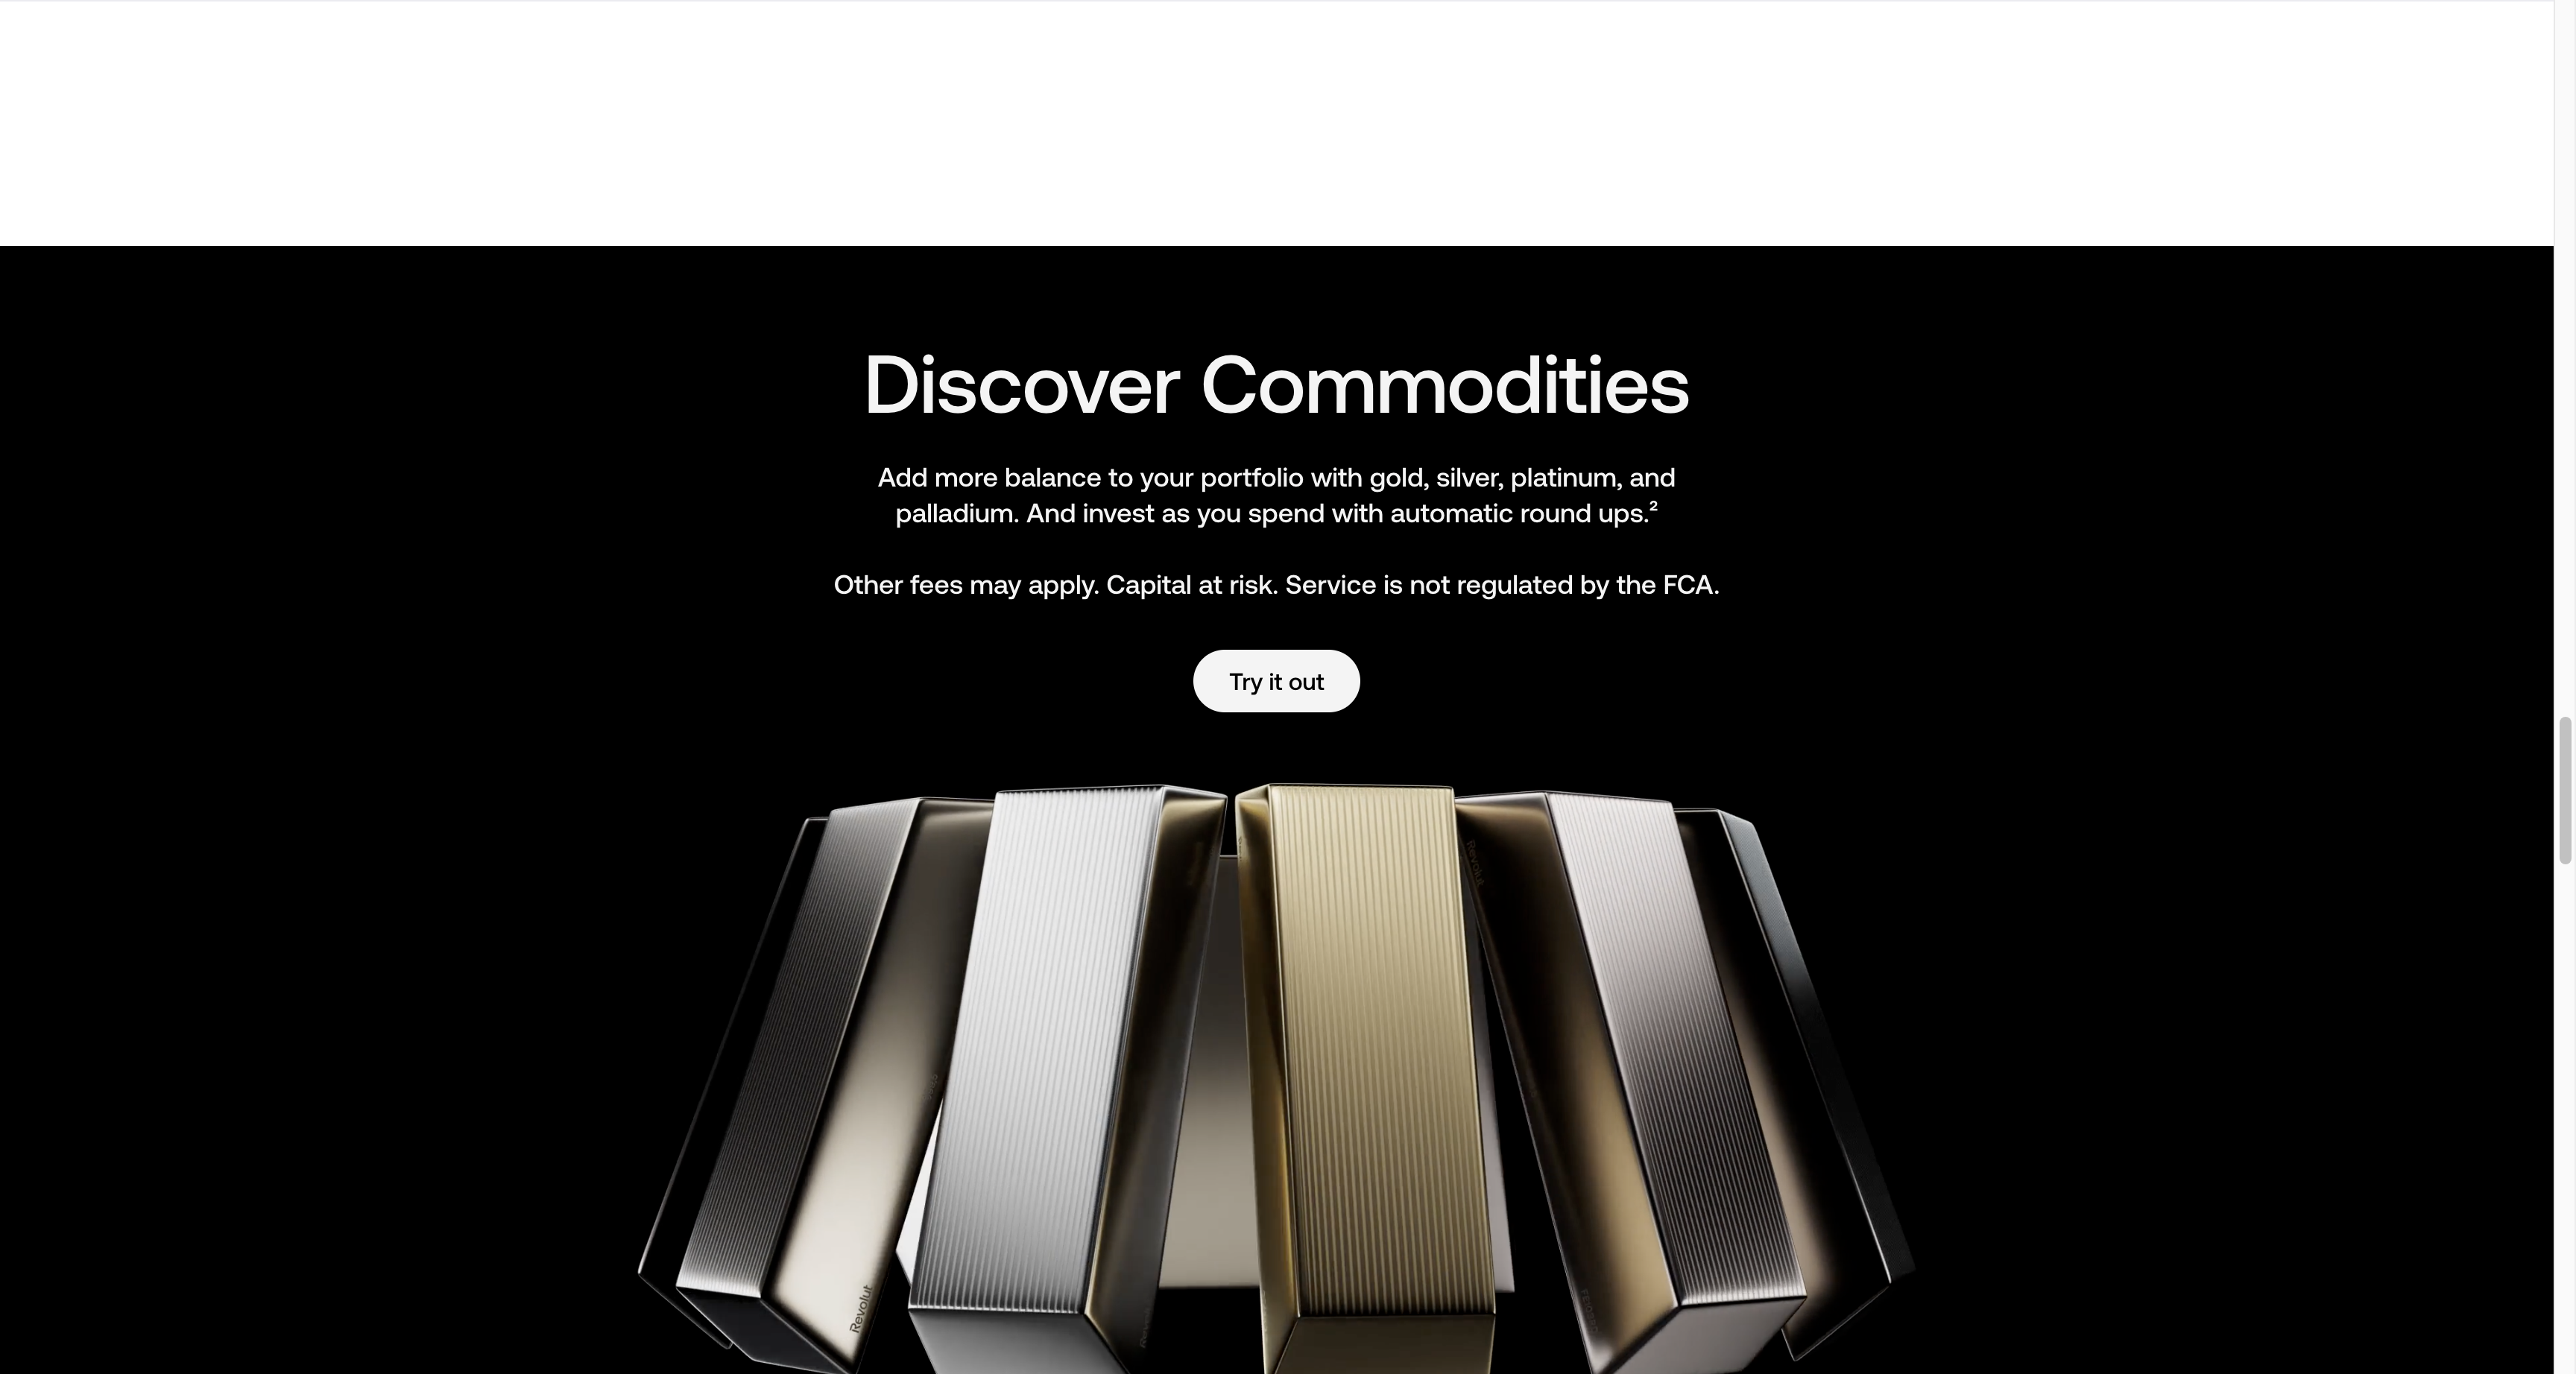 Discover Commodities
Add more balance to your portfolio with gold, silver, platinum, and
palladium. And invest as you spend with automatic round ups.²
Other fees may apply. Capital at risk. Service is not regulated by the FCA.
Try it out
Revolut
Revolut